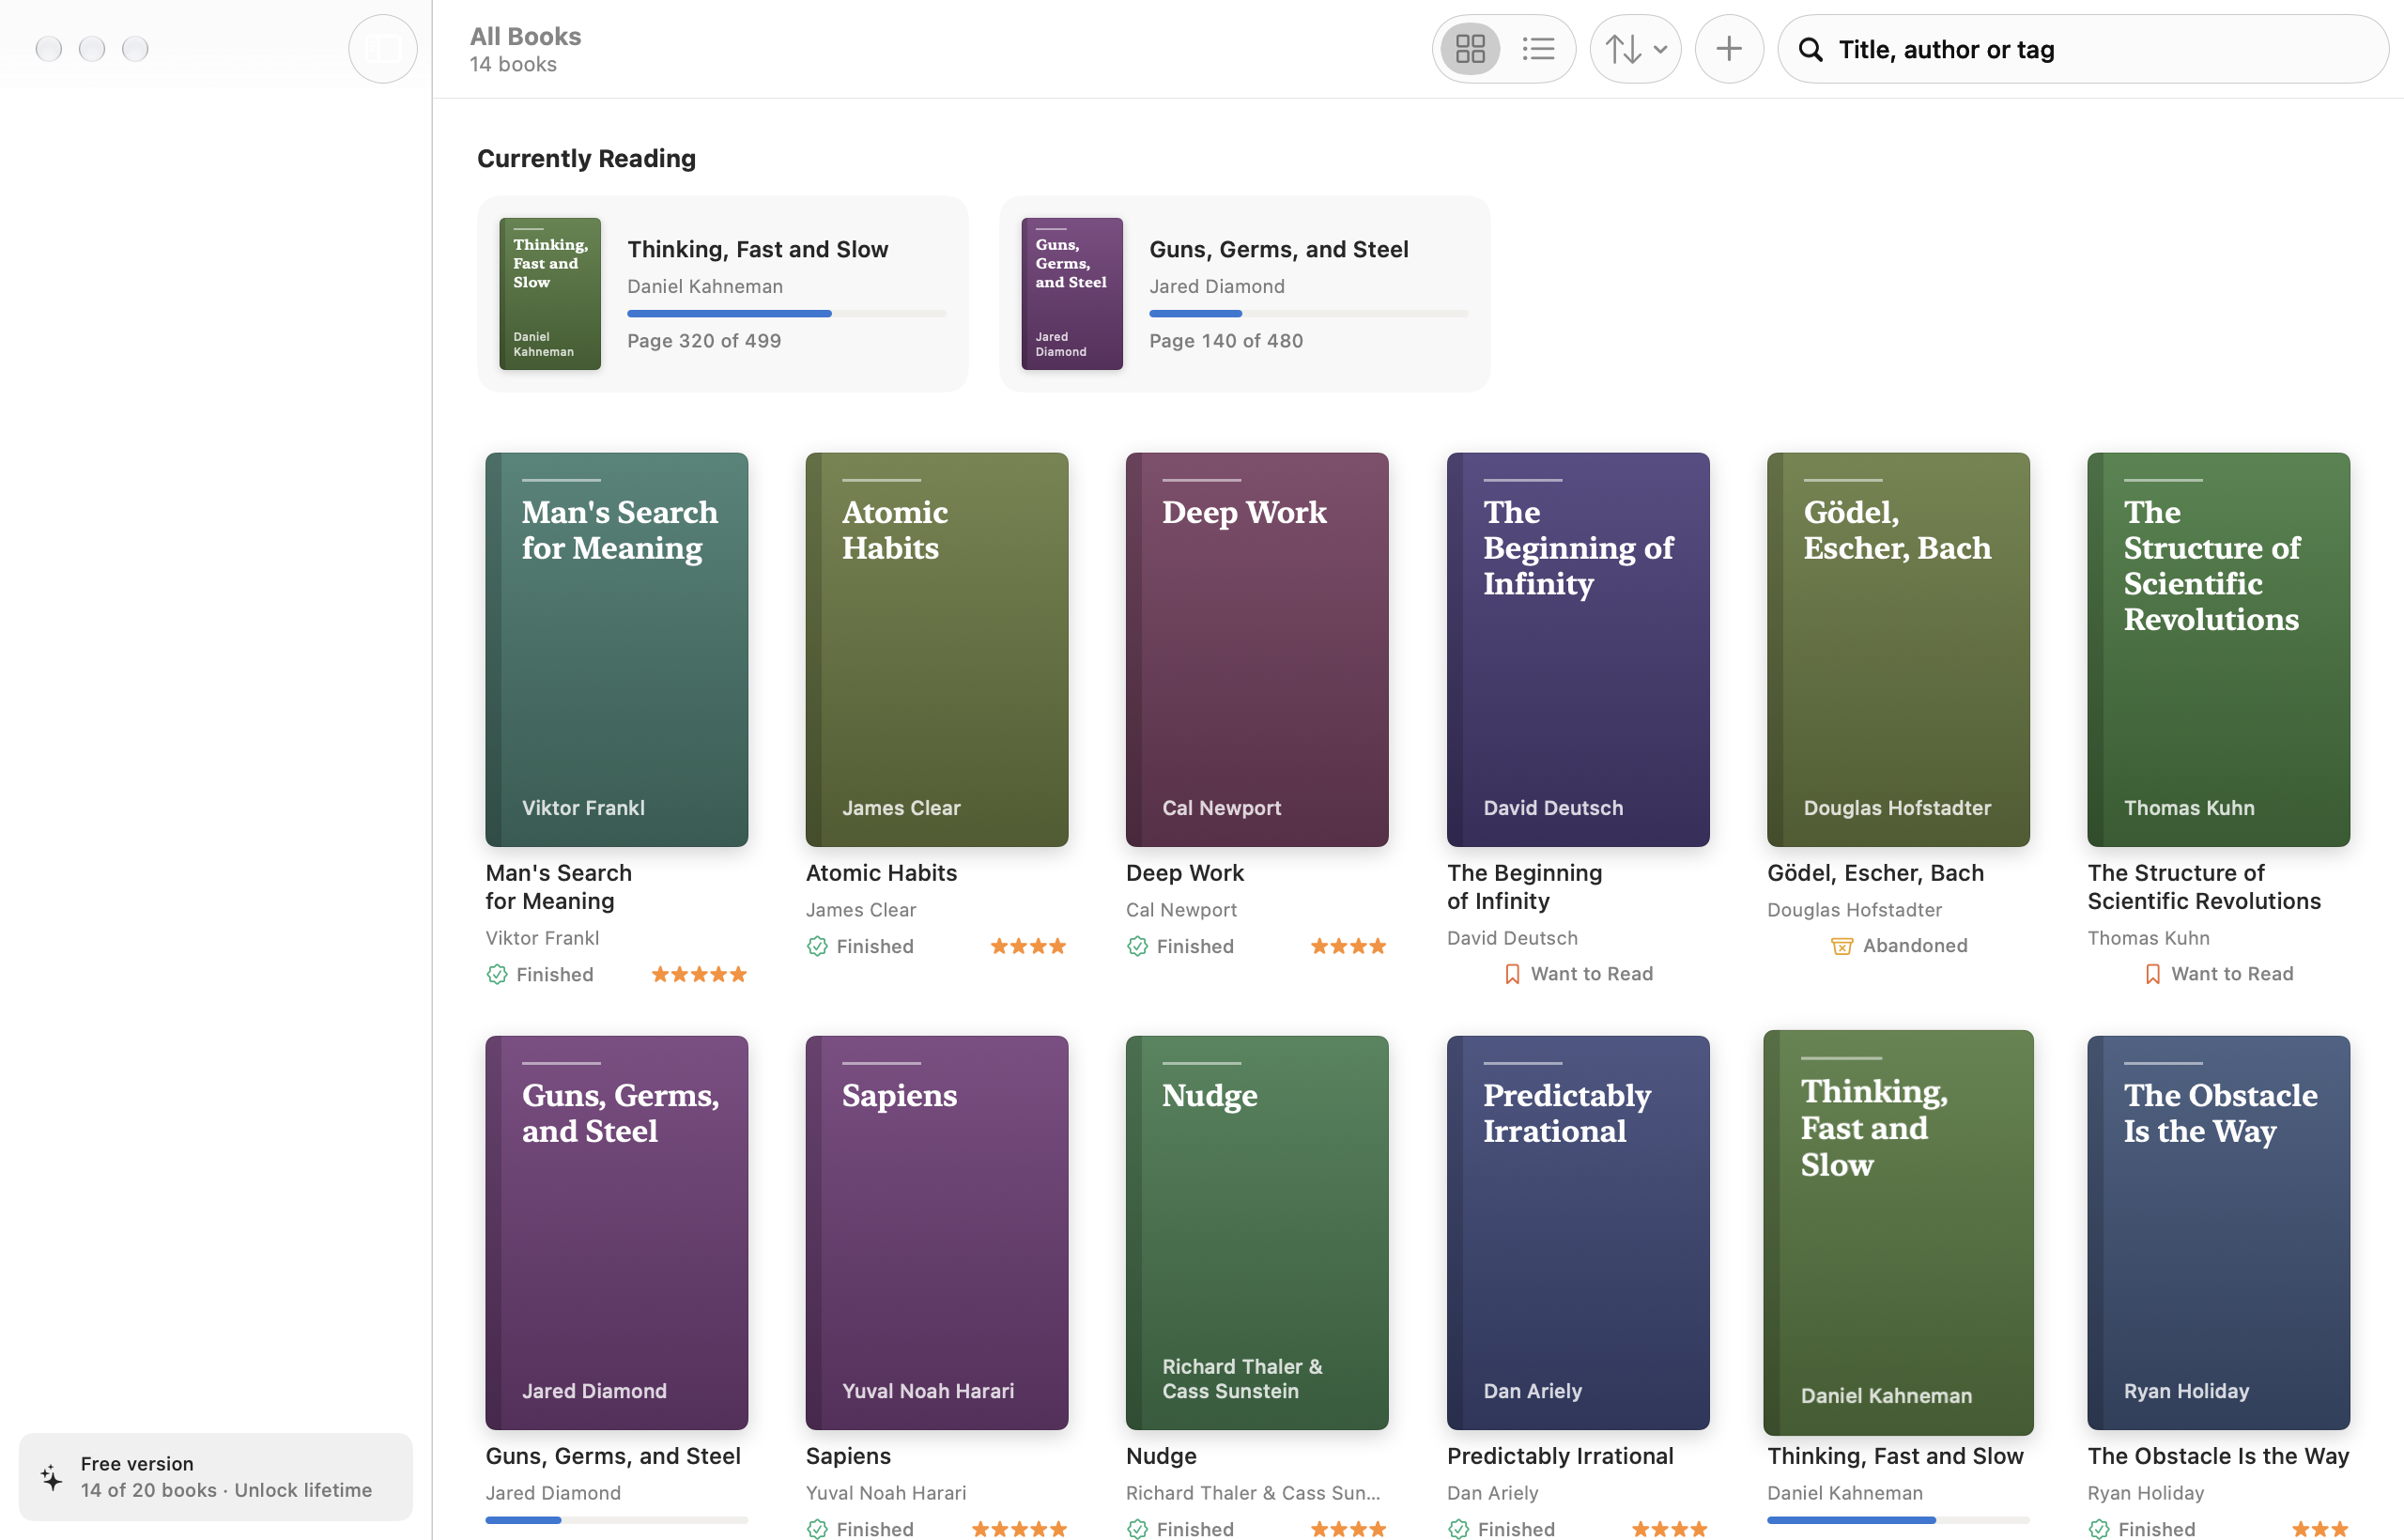 All Books
14 books
Title, author or tag
Currently Reading
Thinking,
Fast and
Slow
Daniel
Kahneman
Thinking, Fast and Slow
Daniel Kahneman
Page 320 of 499
Guns,
Germs,
and Steel
Jared
Diamond
Guns, Germs, and Steel
Jared Diamond
Page 140 of 480
Man's Search
for Meaning
Viktor Frankl
Man's Search
for Meaning
Viktor Frankl
Finished
Atomic
Habits
James Clear
Atomic Habits
James Clear
Finished
Deep Work
Cal Newport
Deep Work
Cal Newport
Finished
The
Beginning of
Infinity
David Deutsch
The Beginning
of Infinity
David Deutsch
Want to Read
Gödel,
Escher, Bach
Douglas Hofstadter
Gödel, Escher, Bach
Douglas Hofstadter
Abandoned
The
Structure of
Scientific
Revolutions
Thomas Kuhn
The Structure of
Scientific Revolutions
Thomas Kuhn
Want to Read
Guns, Germs,
and Steel
Jared Diamond
Guns, Germs, and Steel
Jared Diamond
Sapiens
Yuval Noah Harari
Sapiens
Yuval Noah Harari
Finished
Nudge
Richard Thaler &
Cass Sunstein
Nudge
Richard Thaler & Cass Sun...
Finished
Predictably
Irrational
Dan Ariely
Predictably Irrational
Dan Ariely
Finished
Thinking,
Fast and
Slow
Daniel Kahneman
Thinking, Fast and Slow
Daniel Kahneman
The Obstacle
Is the Way
Ryan Holiday
The Obstacle Is the Way
Ryan Holiday
Finished
Free version
14 of 20 books · Unlock lifetime